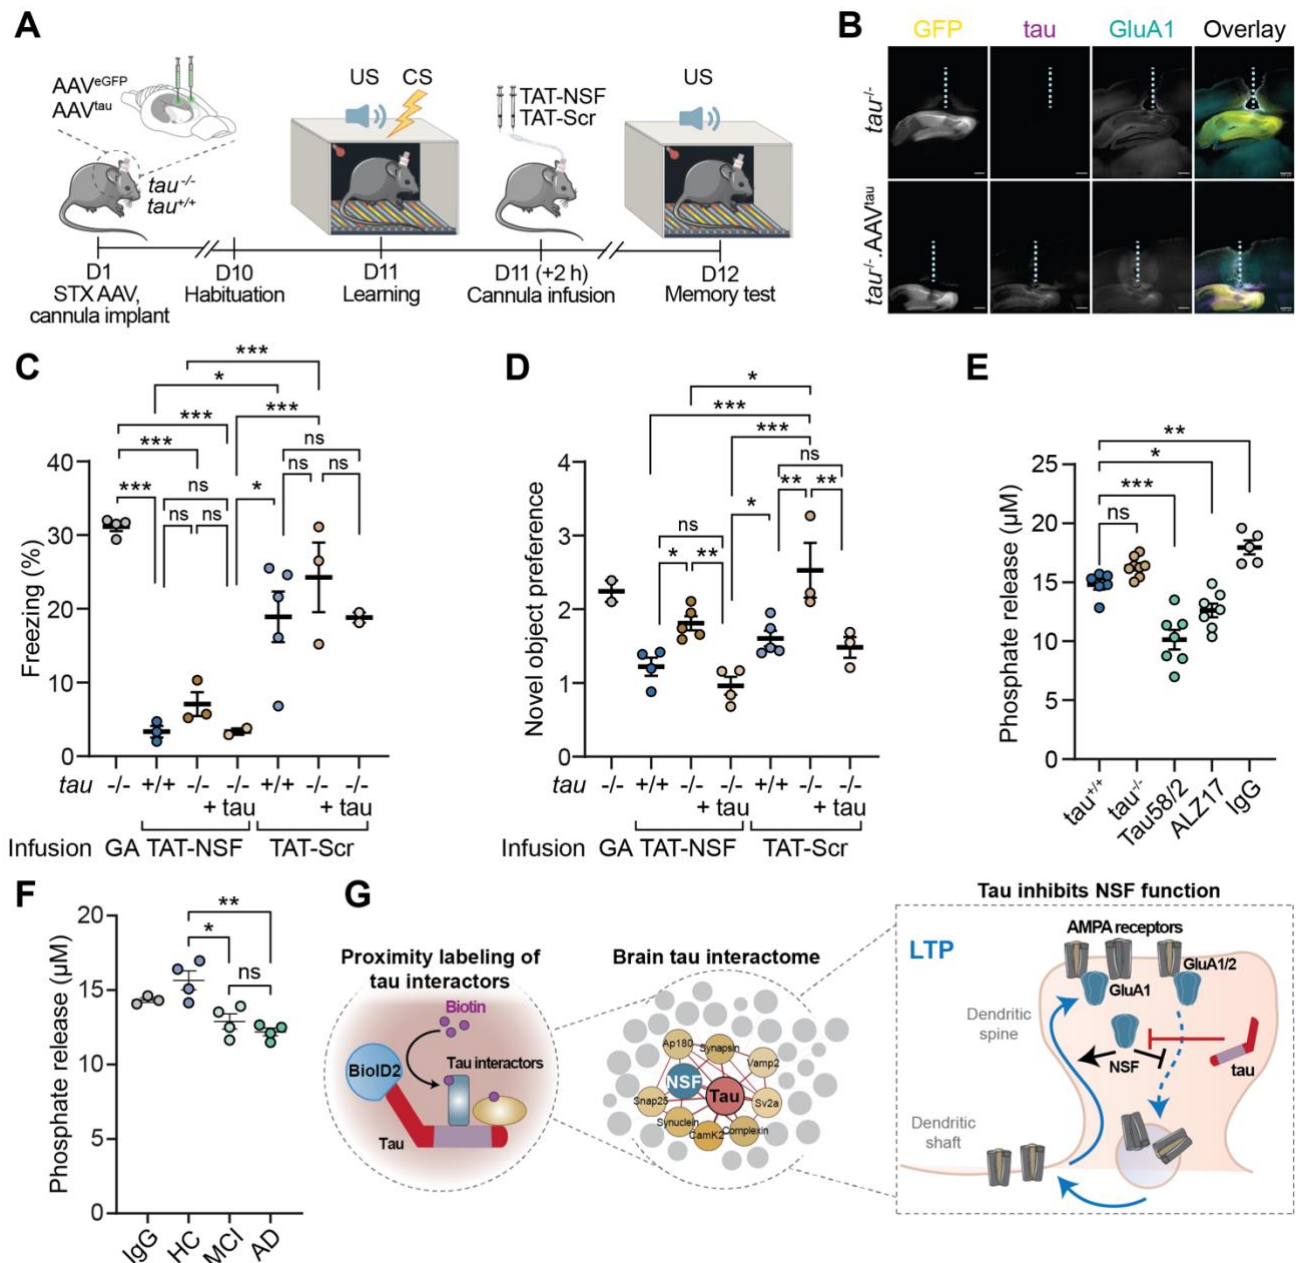 A
AAVeGFP
AAVtau
tau-/-
tau+/+
US CS
TAT-NSF
TAT-Scr
US
D1
STX AAV,
cannula implant
D10
Habituation
D11
Learning
D11 (+2 h)
Cannula infusion
D12
Memory test
B
GFP tau GluA1 Overlay
tau-/-
tau-/-.AAVtau
C
***
*
***
***
***
ns
***
ns
ns ns
*
ns ns
Freezing (%)
40
30
20
10
0
tau -/- +/+ -/- -/- +/+ -/- -/-
+ tau + tau
Infusion GA TAT-NSF TAT-Scr
D
*
***
***
ns
ns
** **
*
* **
Novel object preference
4
3
2
1
0
-/- +/+ -/- -/- +/+ -/- -/-
+ tau + tau
Infusion GA TAT-NSF TAT-Scr
E
**
*
***
ns
Phosphate release (µM)
25
20
15
10
5
0
tau+/+
tau-/-
Tau58/2
ALZ17
IgG
F
**
*
ns
Phosphate release (µM)
20
15
10
5
0
IgG
HC
MCI
AD
G
Proximity labeling of
tau interactors
Biotin
Tau interactors
BioID2
Tau
Brain tau interactome
Ap180
Synapsin
Vamp2
NSF
Tau
Snap25
Sv2a
Synuclein
CamK2
Complexin
Tau inhibits NSF function
LTP
AMPA receptors
GluA1/2
GluA1
Dendritic
spine
NSF
tau
Dendritic
shaft